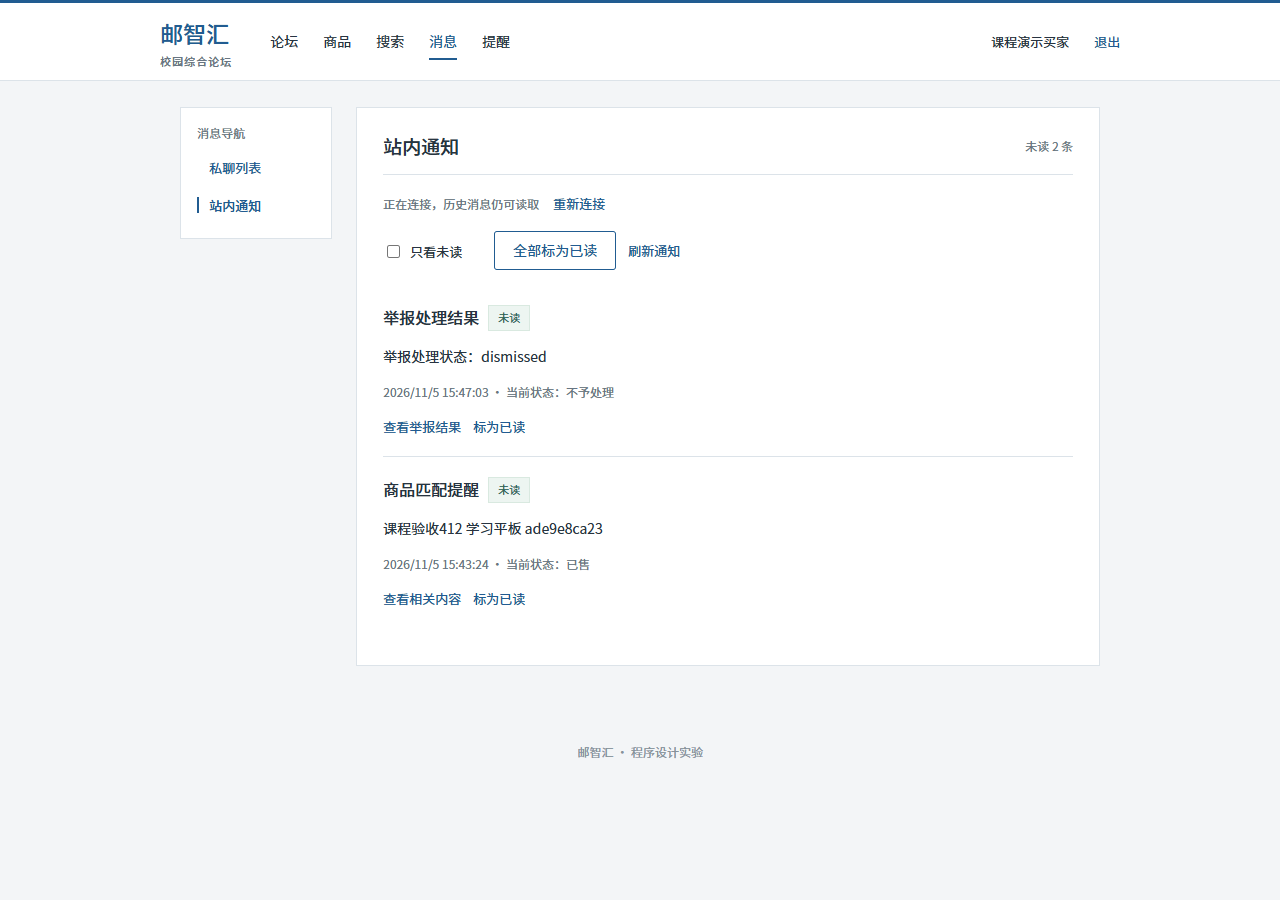 邮智汇
校园综合论坛
论坛 商品 搜索 消息 提醒
课程演示买家 退出
消息导航
私聊列表
站内通知
站内通知
未读 2 条
正在连接，历史消息仍可读取 重新连接
只看未读 全部标为已读 刷新通知
举报处理结果 未读
举报处理状态：dismissed
2026/11/5 15:47:03 · 当前状态：不予处理
查看举报结果 标为已读
商品匹配提醒 未读
课程验收412 学习平板 ade9e8ca23
2026/11/5 15:43:24 · 当前状态：已售
查看相关内容 标为已读
邮智汇 · 程序设计实验